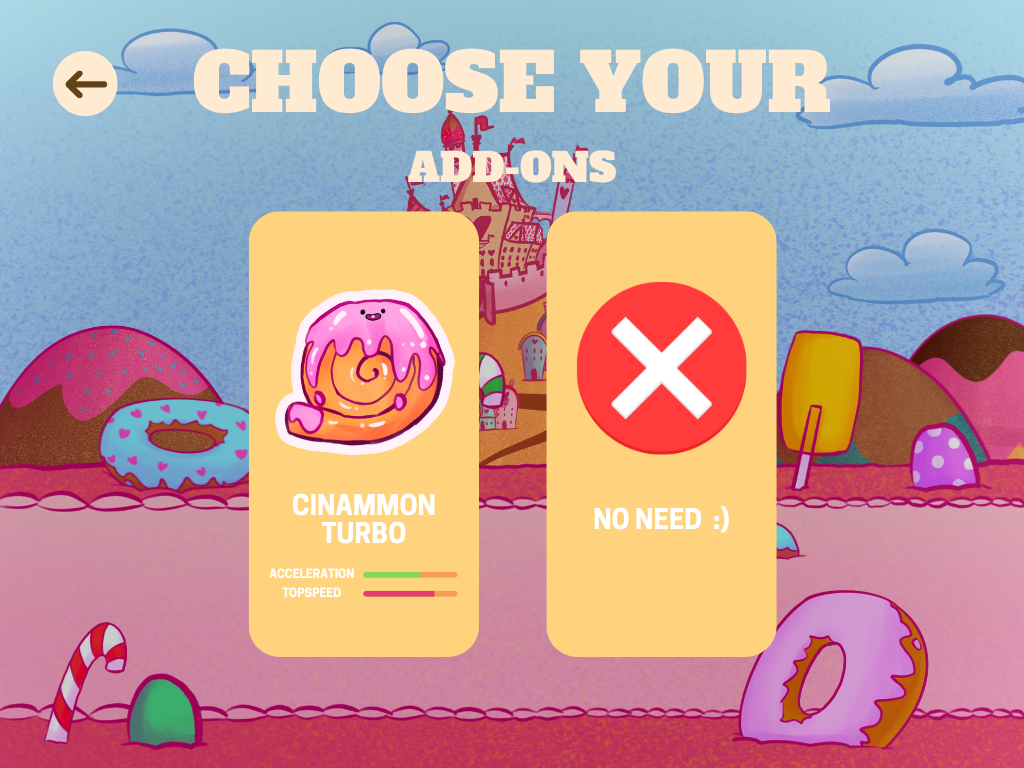 CHOOSE YOUR
ADD-ONS
CINAMMON
TURBO
ACCELERATION
TOPSPEED
NO NEED :)